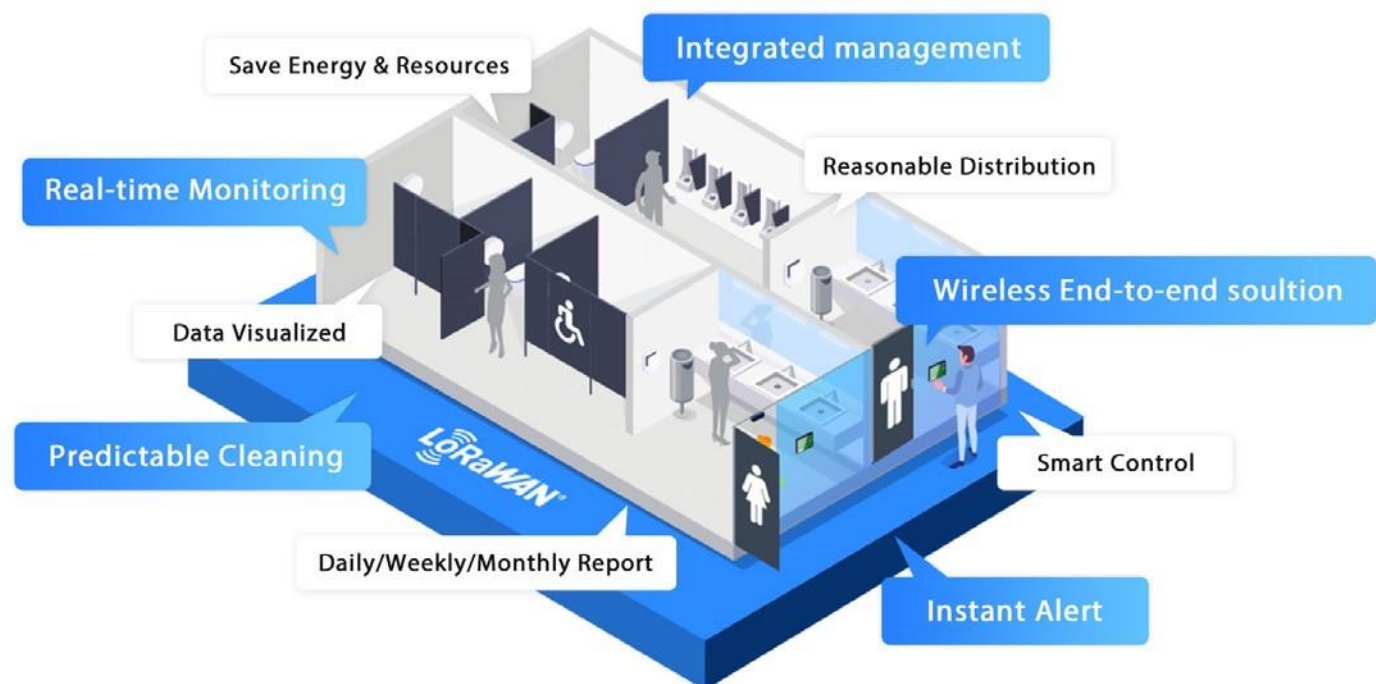 Integrated management
Save Energy & Resources
Reasonable Distribution
Real-time Monitoring
Wireless End-to-end soultion
Data Visualized
Predictable Cleaning
LoRaWAN®
Smart Control
Daily/Weekly/Monthly Report
Instant Alert